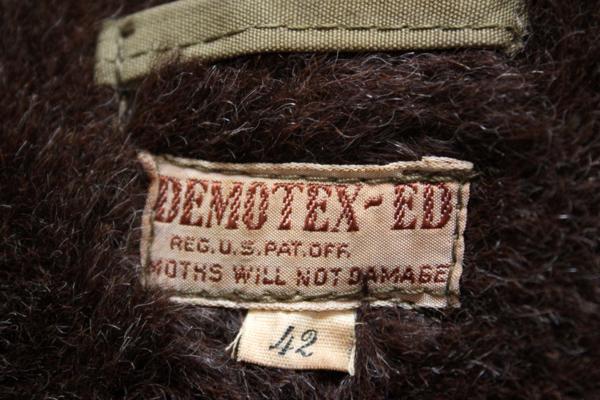 DEMOTEX-ED
REG. U.S. PAT. OFF.
MOTHS WILL NOT DAMAGE
42